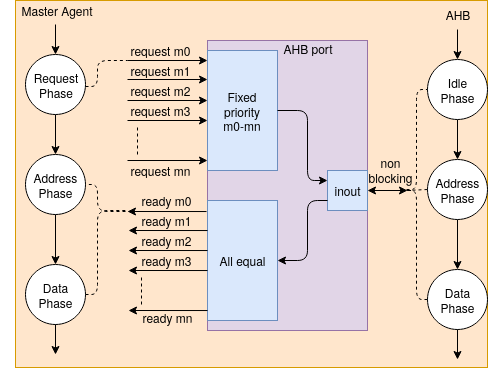 Master Agent
AHB
Request
Phase
Address
Phase
Data
Phase
request m0
request m1
request m2
request m3
request mn
ready m0
ready m1
ready m2
ready m3
ready mn
AHB port
Fixed
priority
m0-mn
All equal
inout
non
blocking
Idle
Phase
Address
Phase
Data
Phase